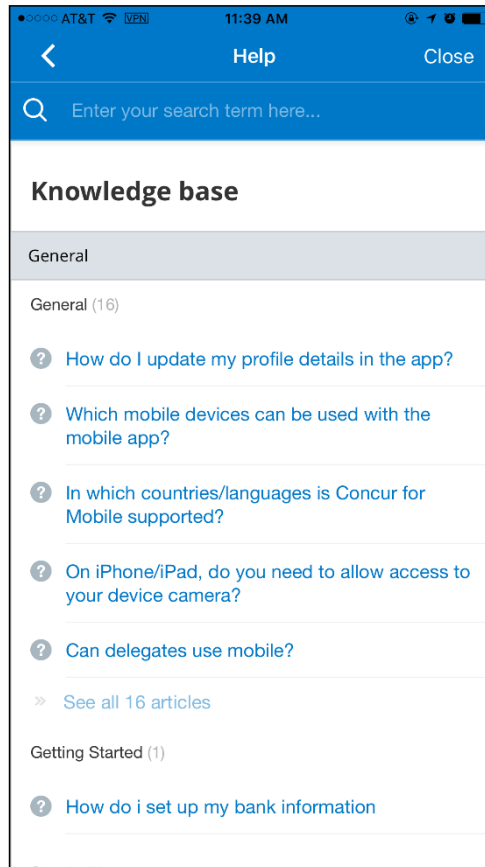 AT&T VPN 11:39 AM
Help Close
Enter your search term here...
Knowledge base
General
General (16)
How do I update my profile details in the app?
Which mobile devices can be used with the
mobile app?
In which countries/languages is Concur for
Mobile supported?
On iPhone/iPad, do you need to allow access to
your device camera?
Can delegates use mobile?
See all 16 articles
Getting Started (1)
How do i set up my bank information